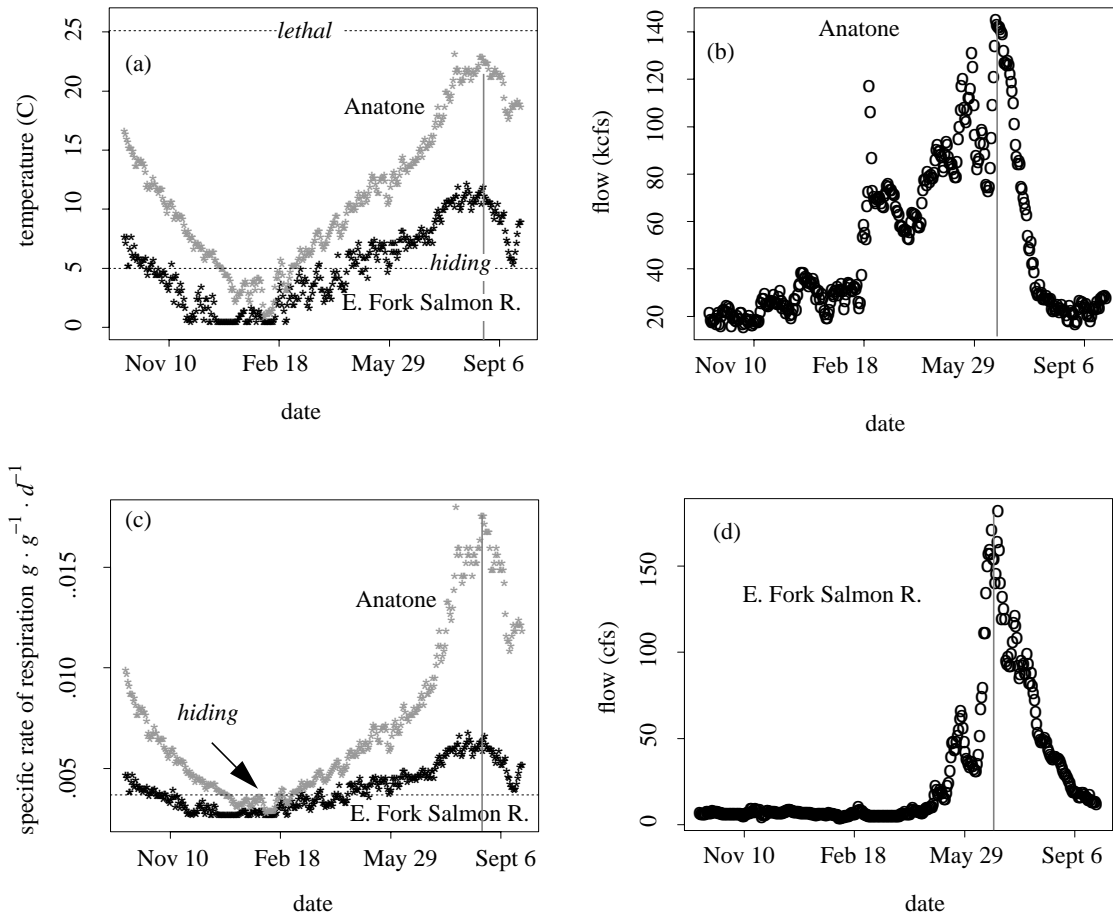 (a)
lethal
Anatone
hiding
E. Fork Salmon R.
temperature (C)
0
5
10
15
20
25
Nov 10
Feb 18
May 29
Sept 6
date
(b)
Anatone
flow (kcfs)
20
40
60
80
100
120
140
Nov 10
Feb 18
May 29
Sept 6
date
(c)
Anatone
hiding
E. Fork Salmon R.
specific rate of respiration g · g⁻¹ · d⁻¹
.005
.010
..015
Nov 10
Feb 18
May 29
Sept 6
date
(d)
E. Fork Salmon R.
flow (cfs)
0
50
100
150
Nov 10
Feb 18
May 29
Sept 6
date